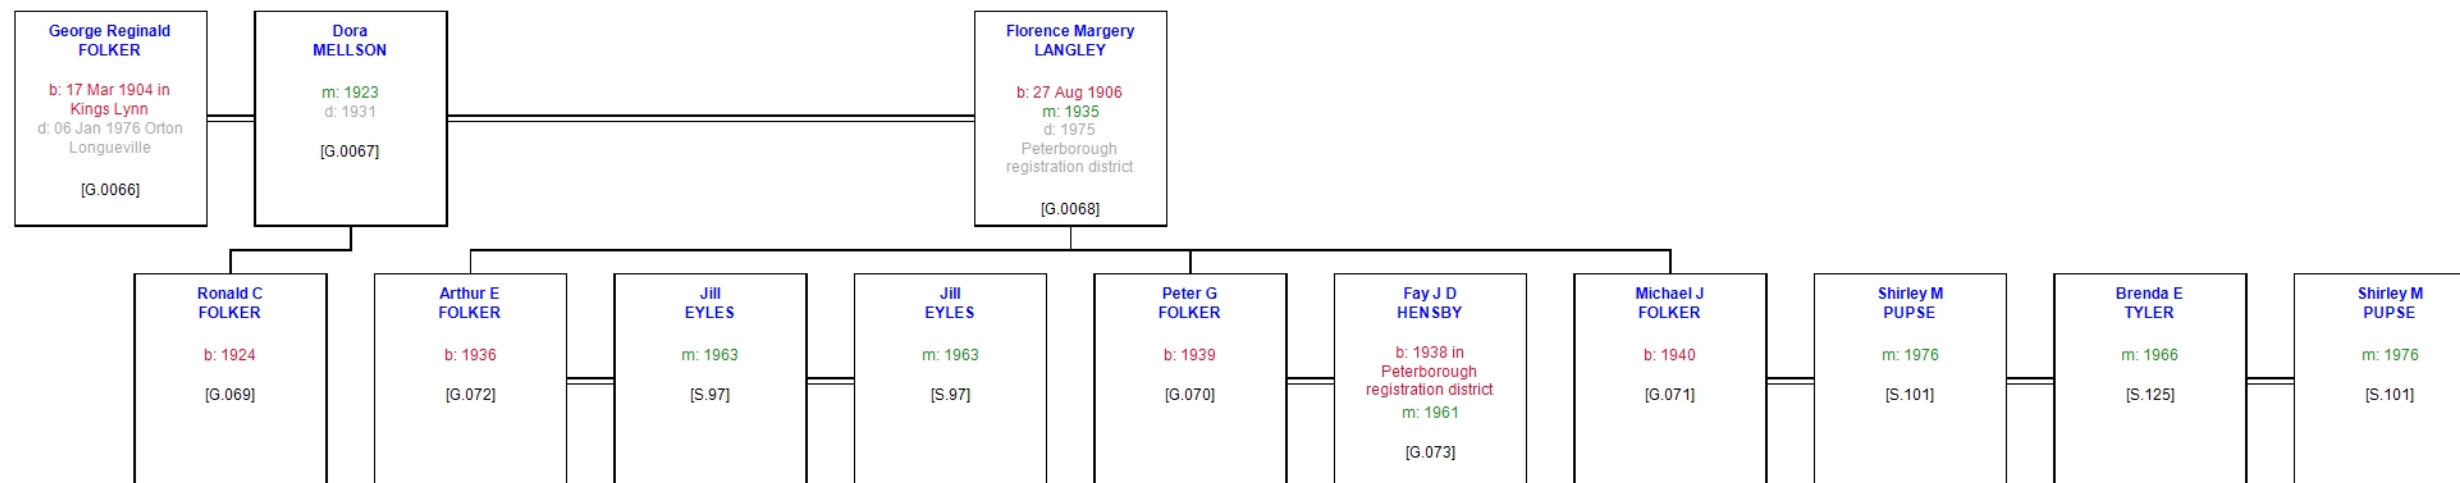 George Reginald
FOLKER
b: 17 Mar 1904 in
Kings Lynn
d: 06 Jan 1976 Orton
Longueville
[G.0066]
Dora
MELLSON
m: 1923
d: 1931
[G.0067]
Florence Margery
LANGLEY
b: 27 Aug 1906
m: 1935
d: 1975
Peterborough
registration district
[G.0068]
Ronald C
FOLKER
b: 1924
[G.069]
Arthur E
FOLKER
b: 1936
[G.072]
Jill
EYLES
m: 1963
[S.97]
Jill
EYLES
m: 1963
[S.97]
Peter G
FOLKER
b: 1939
[G.070]
Fay J D
HENSBY
b: 1938 in
Peterborough
registration district
m: 1961
[G.073]
Michael J
FOLKER
b: 1940
[G.071]
Shirley M
PUPSE
m: 1976
[S.101]
Brenda E
TYLER
m: 1966
[S.125]
Shirley M
PUPSE
m: 1976
[S.101]